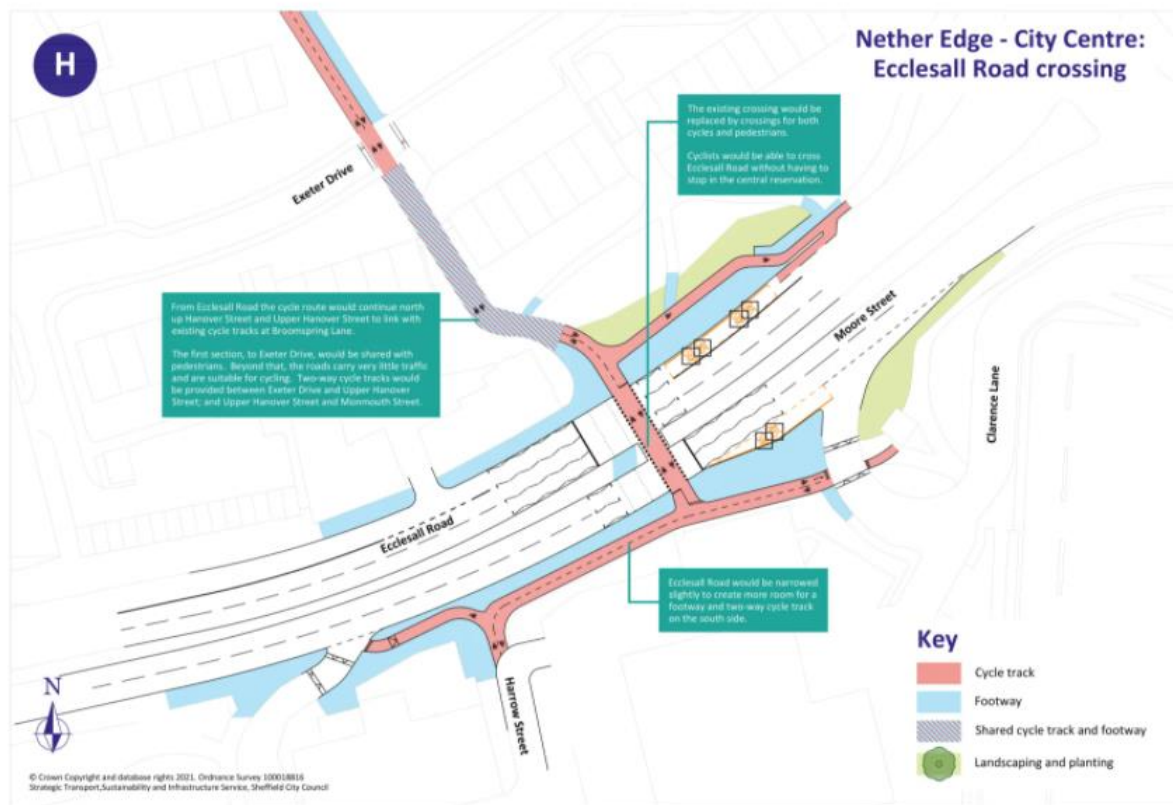 H
Nether Edge - City Centre:
Ecclesall Road crossing
The existing crossing would be
replaced by crossings for both
cycles and pedestrians.
Cyclists would be able to cross
Ecclesall Road without having to
stop in the central reservation.
Exeter Drive
From Ecclesall Road the cycle route would continue north
up Hanover Street and Upper Hanover Street to link with
existing cycle tracks at Broomspring Lane.
The first section, to Exeter Drive, would be shared with
pedestrians. Beyond that, the roads carry very little traffic
and are suitable for cycling. Two-way cycle tracks would
be provided between Exeter Drive and Upper Hanover
Street; and Upper Hanover Street and Monmouth Street.
Moore Street
Clarence Lane
Ecclesall Road
Ecclesall Road would be narrowed
slightly to create more room for a
footway and two-way cycle track
on the south side.
Harrow Street
N
Key
Cycle track
Footway
Shared cycle track and footway
Landscaping and planting
© Crown Copyright and database rights 2021. Ordnance Survey 100018816
Strategic Transport,Sustainability and Infrastructure Service, Sheffield City Council